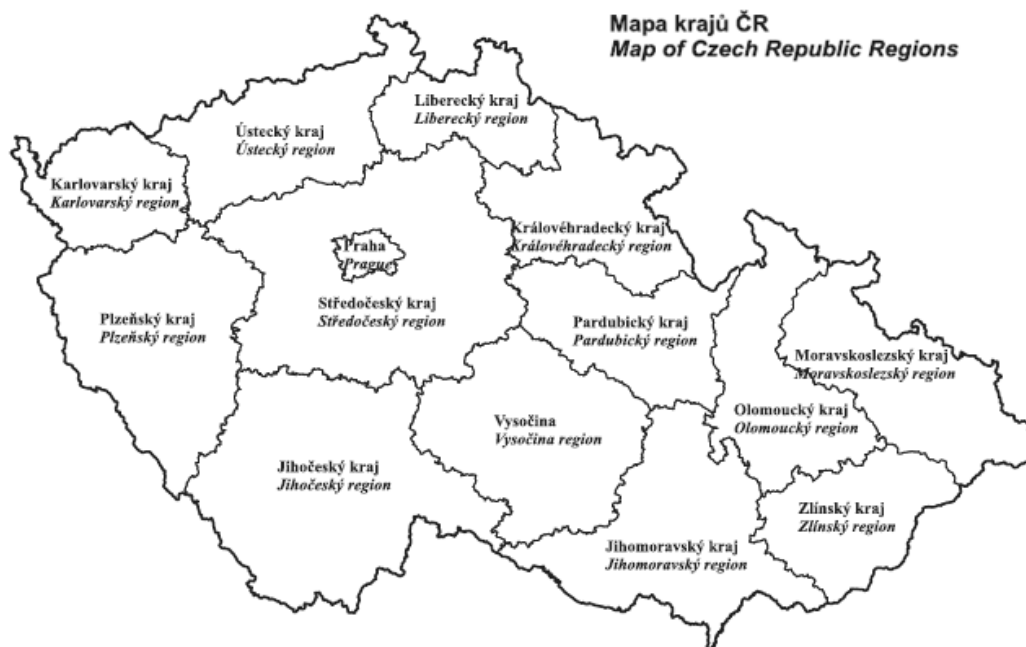 Mapa krajů ČR
Map of Czech Republic Regions
Liberecký kraj
Liberecký region
Ústecký kraj
Ústecký region
Karlovarský kraj
Karlovarský region
Královéhradecký kraj
Královéhradecký region
Praha
Prague
Středočeský kraj
Středočeský region
Plzeňský kraj
Plzeňský region
Pardubický kraj
Pardubický region
Moravskoslezský kraj
Moravskoslezský region
Olomoucký kraj
Olomoucký region
Vysočina
Vysočina region
Jihočeský kraj
Jihočeský region
Zlínský kraj
Zlínský region
Jihomoravský kraj
Jihomoravský region